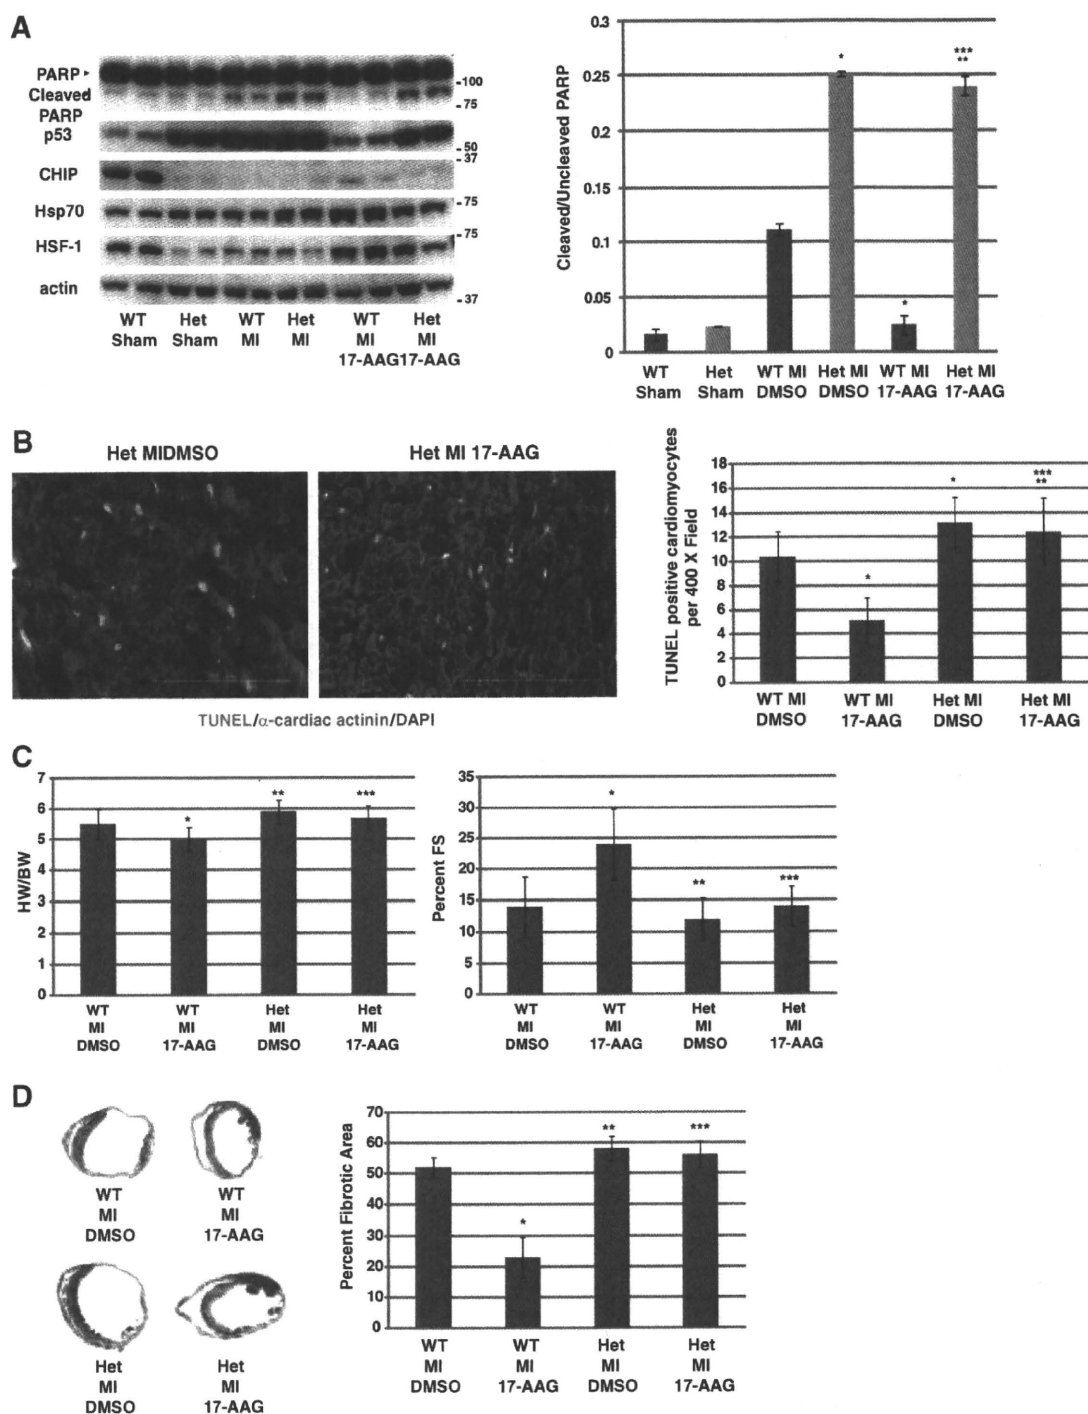 A
PARP
Cleaved
PARP
p53
CHIP
Hsp70
HSF-1
actin
100
75
50
37
75
75
37
WT
Sham
Het
Sham
WT
MI
Het
MI
WT
MI
17-AAG
Het
MI
17-AAG
Cleaved/Uncleaved PARP
0.3
0.25
0.2
0.15
0.1
0.05
0
*
*
***
**
WT
Sham
Het
Sham
WT MI
DMSO
Het MI
DMSO
WT MI
17-AAG
Het MI
17-AAG
B
Het MIDMSO
Het MI 17-AAG
TUNEL/α-cardiac actinin/DAPI
TUNEL positive cardiomyocytes
per 400 X Field
18
16
14
12
10
8
6
4
2
0
*
*
***
**
WT MI
DMSO
WT MI
17-AAG
Het MI
DMSO
Het MI
17-AAG
C
HW/BW
7
6
5
4
3
2
1
0
*
**
***
WT
MI
DMSO
WT
MI
17-AAG
Het
MI
DMSO
Het
MI
17-AAG
Percent FS
35
30
25
20
15
10
5
0
*
**
***
WT
MI
DMSO
WT
MI
17-AAG
Het
MI
DMSO
Het
MI
17-AAG
D
WT
MI
DMSO
WT
MI
17-AAG
Het
MI
DMSO
Het
MI
17-AAG
Percent Fibrotic Area
70
60
50
40
30
20
10
0
*
**
***
WT
MI
DMSO
WT
MI
17-AAG
Het
MI
DMSO
Het
MI
17-AAG